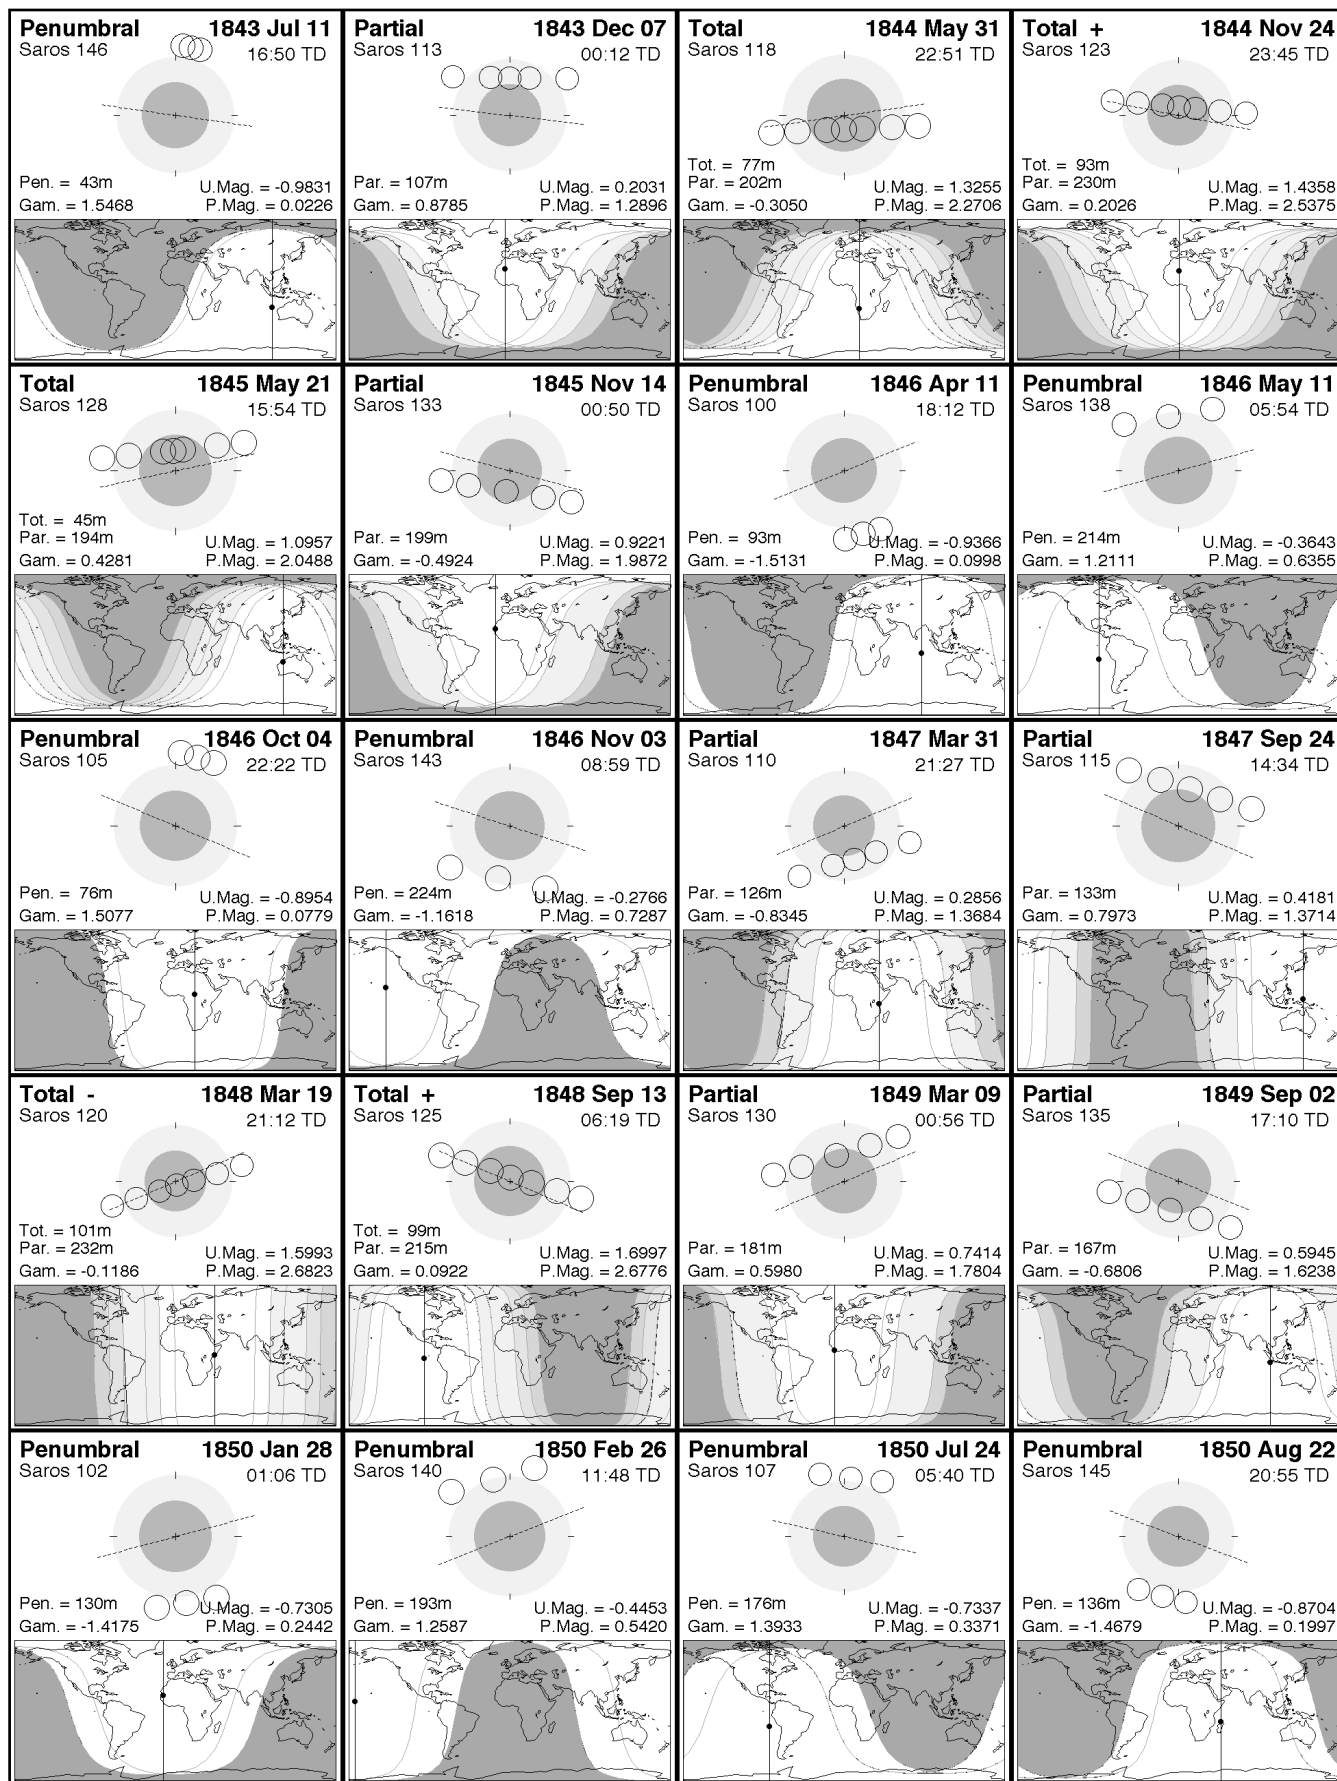 Penumbral 1843 Jul 11
Saros 146 16:50 TD
Pen. = 43m U.Mag. = -0.9831
Gam. = 1.5468 P.Mag. = 0.0226
Partial 1843 Dec 07
Saros 113 00:12 TD
Par. = 107m U.Mag. = 0.2031
Gam. = 0.8785 P.Mag. = 1.2896
Total 1844 May 31
Saros 118 22:51 TD
Tot. = 77m
Par. = 202m U.Mag. = 1.3255
Gam. = -0.3050 P.Mag. = 2.2706
Total + 1844 Nov 24
Saros 123 23:45 TD
Tot. = 93m
Par. = 230m U.Mag. = 1.4358
Gam. = 0.2026 P.Mag. = 2.5375
Total 1845 May 21
Saros 128 15:54 TD
Tot. = 45m
Par. = 194m U.Mag. = 1.0957
Gam. = 0.4281 P.Mag. = 2.0488
Partial 1845 Nov 14
Saros 133 00:50 TD
Par. = 199m U.Mag. = 0.9221
Gam. = -0.4924 P.Mag. = 1.9872
Penumbral 1846 Apr 11
Saros 100 18:12 TD
Pen. = 93m U.Mag. = -0.9366
Gam. = -1.5131 P.Mag. = 0.0998
Penumbral 1846 May 11
Saros 138 05:54 TD
Pen. = 214m U.Mag. = -0.3643
Gam. = 1.2111 P.Mag. = 0.6355
Penumbral 1846 Oct 04
Saros 105 22:22 TD
Pen. = 76m U.Mag. = -0.8954
Gam. = 1.5077 P.Mag. = 0.0779
Penumbral 1846 Nov 03
Saros 143 08:59 TD
Pen. = 224m U.Mag. = -0.2766
Gam. = -1.1618 P.Mag. = 0.7287
Partial 1847 Mar 31
Saros 110 21:27 TD
Par. = 126m U.Mag. = 0.2856
Gam. = -0.8345 P.Mag. = 1.3684
Partial 1847 Sep 24
Saros 115 14:34 TD
Par. = 133m U.Mag. = 0.4181
Gam. = 0.7973 P.Mag. = 1.3714
Total - 1848 Mar 19
Saros 120 21:12 TD
Tot. = 101m
Par. = 232m U.Mag. = 1.5993
Gam. = -0.1186 P.Mag. = 2.6823
Total + 1848 Sep 13
Saros 125 06:19 TD
Tot. = 99m
Par. = 215m U.Mag. = 1.6997
Gam. = 0.0922 P.Mag. = 2.6776
Partial 1849 Mar 09
Saros 130 00:56 TD
Par. = 181m U.Mag. = 0.7414
Gam. = 0.5980 P.Mag. = 1.7804
Partial 1849 Sep 02
Saros 135 17:10 TD
Par. = 167m U.Mag. = 0.5945
Gam. = -0.6806 P.Mag. = 1.6238
Penumbral 1850 Jan 28
Saros 102 01:06 TD
Pen. = 130m U.Mag. = -0.7305
Gam. = -1.4175 P.Mag. = 0.2442
Penumbral 1850 Feb 26
Saros 140 11:48 TD
Pen. = 193m U.Mag. = -0.4453
Gam. = 1.2587 P.Mag. = 0.5420
Penumbral 1850 Jul 24
Saros 107 05:40 TD
Pen. = 176m U.Mag. = -0.7337
Gam. = 1.3933 P.Mag. = 0.3371
Penumbral 1850 Aug 22
Saros 145 20:55 TD
Pen. = 136m U.Mag. = -0.8704
Gam. = -1.4679 P.Mag. = 0.1997